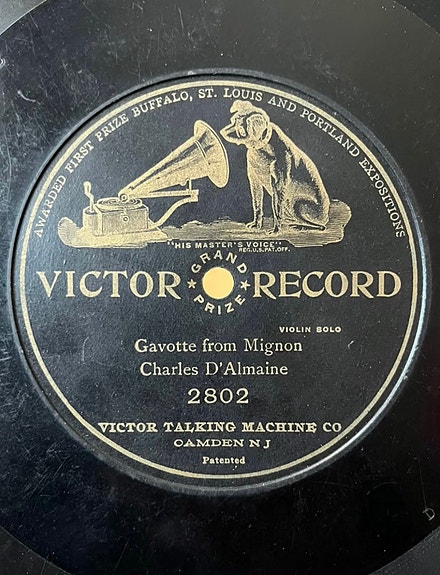 AWARDED FIRST PRIZE BUFFALO, ST. LOUIS AND PORTLAND EXPOSITIONS
"HIS MASTER'S VOICE"
REG.U.S.PAT.OFF.
VICTOR RECORD
GRAND PRIZE
VIOLIN SOLO
Gavotte from Mignon
Charles D'Almaine
2802
VICTOR TALKING MACHINE CO
CAMDEN N J
Patented
D